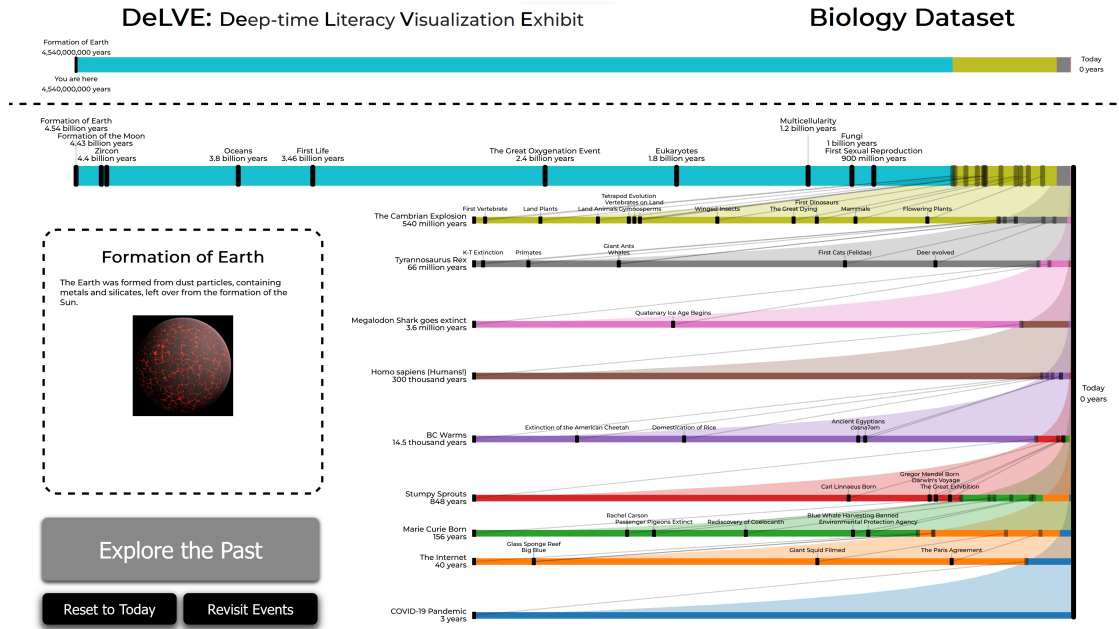 DeLVE: Deep-time Literacy Visualization Exhibit
Biology Dataset
Formation of Earth
4,540,000,000 years
You are here
4,540,000,000 years
Today
0 years
Formation of Earth
4.54 billion years
Formation of the Moon
4.43 billion years
Zircon
4.4 billion years
Oceans
3.8 billion years
First Life
3.46 billion years
The Great Oxygenation Event
2.4 billion years
Eukaryotes
1.8 billion years
Multicellularity
1.2 billion years
Fungi
1 billion years
First Sexual Reproduction
900 million years
The Cambrian Explosion
540 million years
First Vertebrate
Land Plants
Land Animals
Tetrapod Evolution
Vertebrates on Land
Gymnosperms
Winged Insects
The Great Dying
First Dinosaurs
Mammals
Flowering Plants
Tyrannosaurus Rex
66 million years
K-T Extinction
Primates
Giant Ants
Whales
First Cats (Felidae)
Deer evolved
Megalodon Shark goes extinct
3.6 million years
Quatenary Ice Age Begins
Homo sapiens (Humans!)
300 thousand years
BC Warms
14.5 thousand years
Extinction of the American Cheetah
Domestication of Rice
Ancient Egyptians
Stumpy Sprouts
848 years
Carl Linnaeus Born
Gregor Mendel Born
Darwin's Voyage
The Great Exhibition
Marie Curie Born
156 years
Rachel Carson
Passenger Pigeons Extinct
Rediscovery of Coelocanth
Blue Whale Harvesting Banned
Environmental Protection Agency
The Internet
40 years
Glass Sponge Reef
Big Blue
Giant Squid Filmed
The Paris Agreement
COVID-19 Pandemic
3 years
Today
0 years
Formation of Earth
The Earth was formed from dust particles, containing
metals and silicates, left over from the formation of the
Sun.
Explore the Past
Reset to Today
Revisit Events